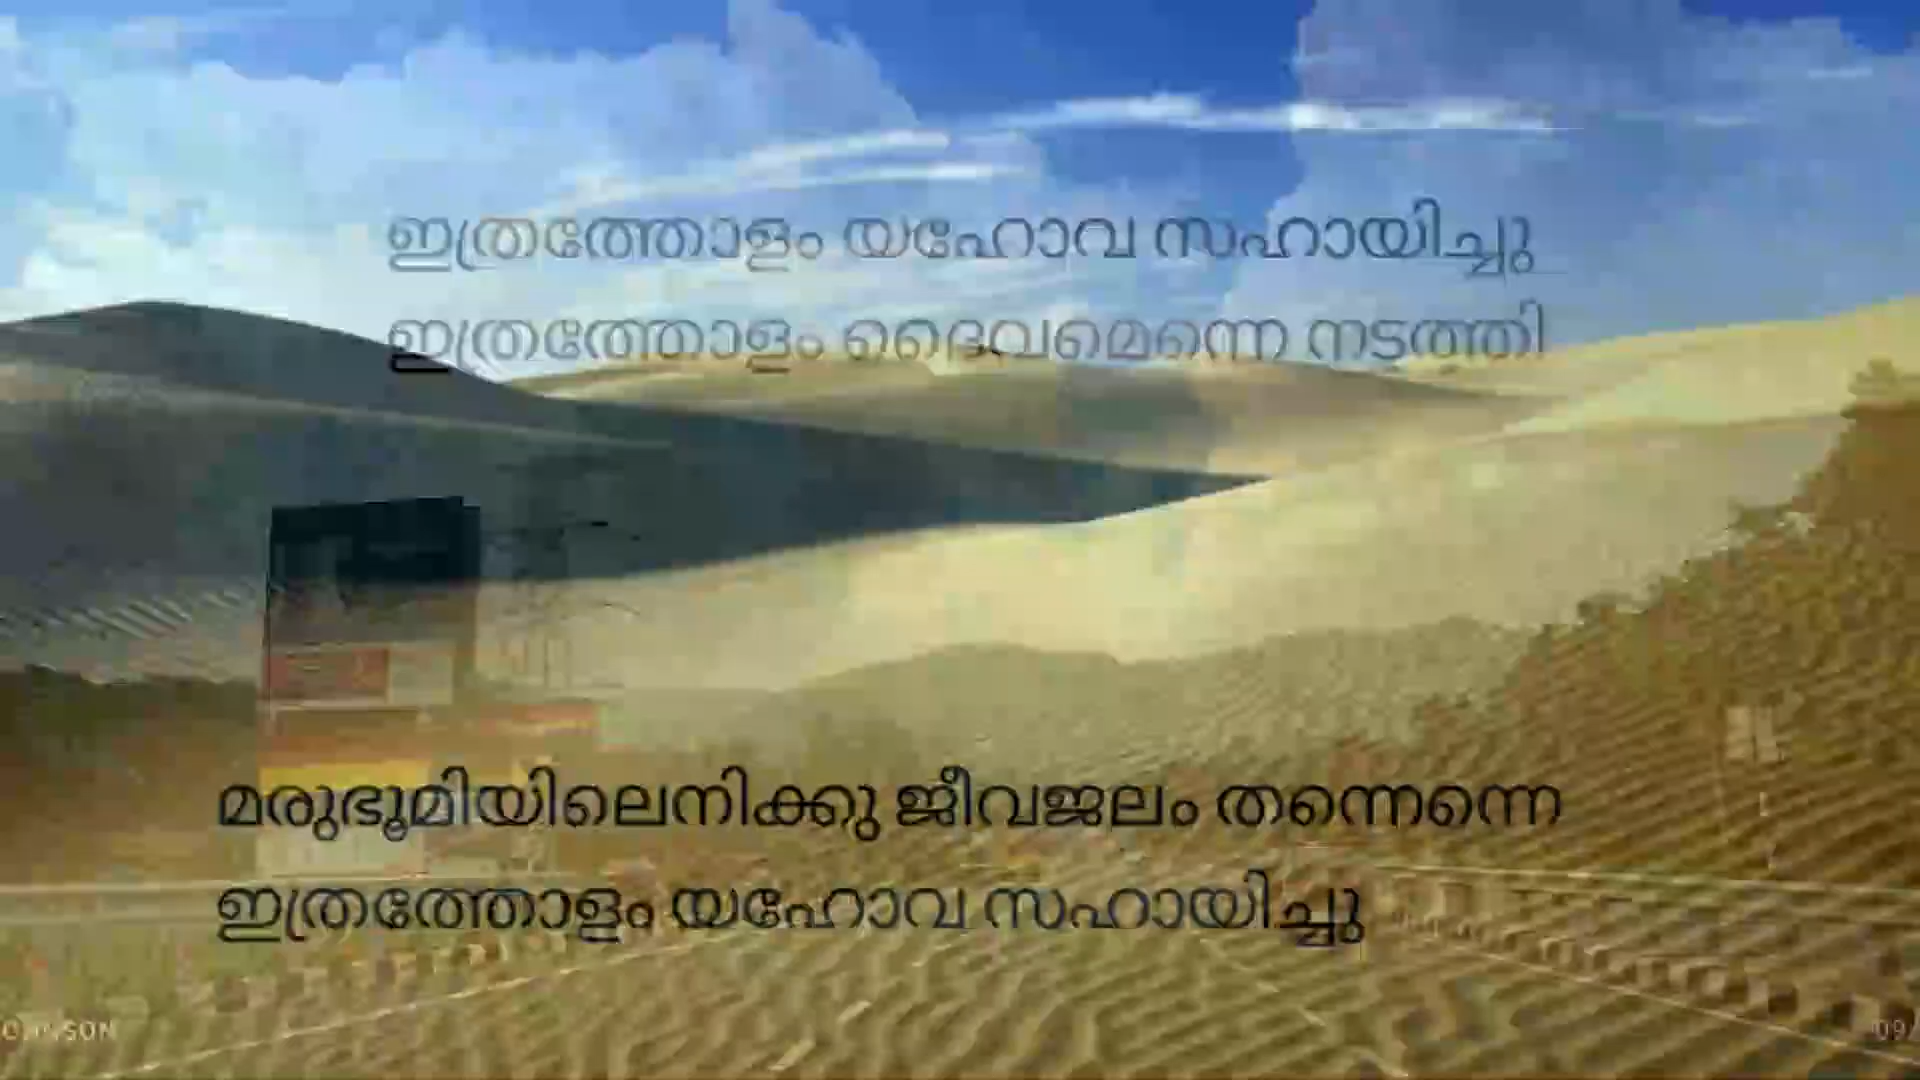 ഇത്രത്തോളം യഹോവ സഹായിച്ചു
ഇത്രത്തോളം ദൈവമെന്നെ നടത്തി
മരുഭൂമിയിലെനിക്കു ജീവജലം തന്നെന്നെ
ഇത്രത്തോളം യഹോവ സഹായിച്ചു